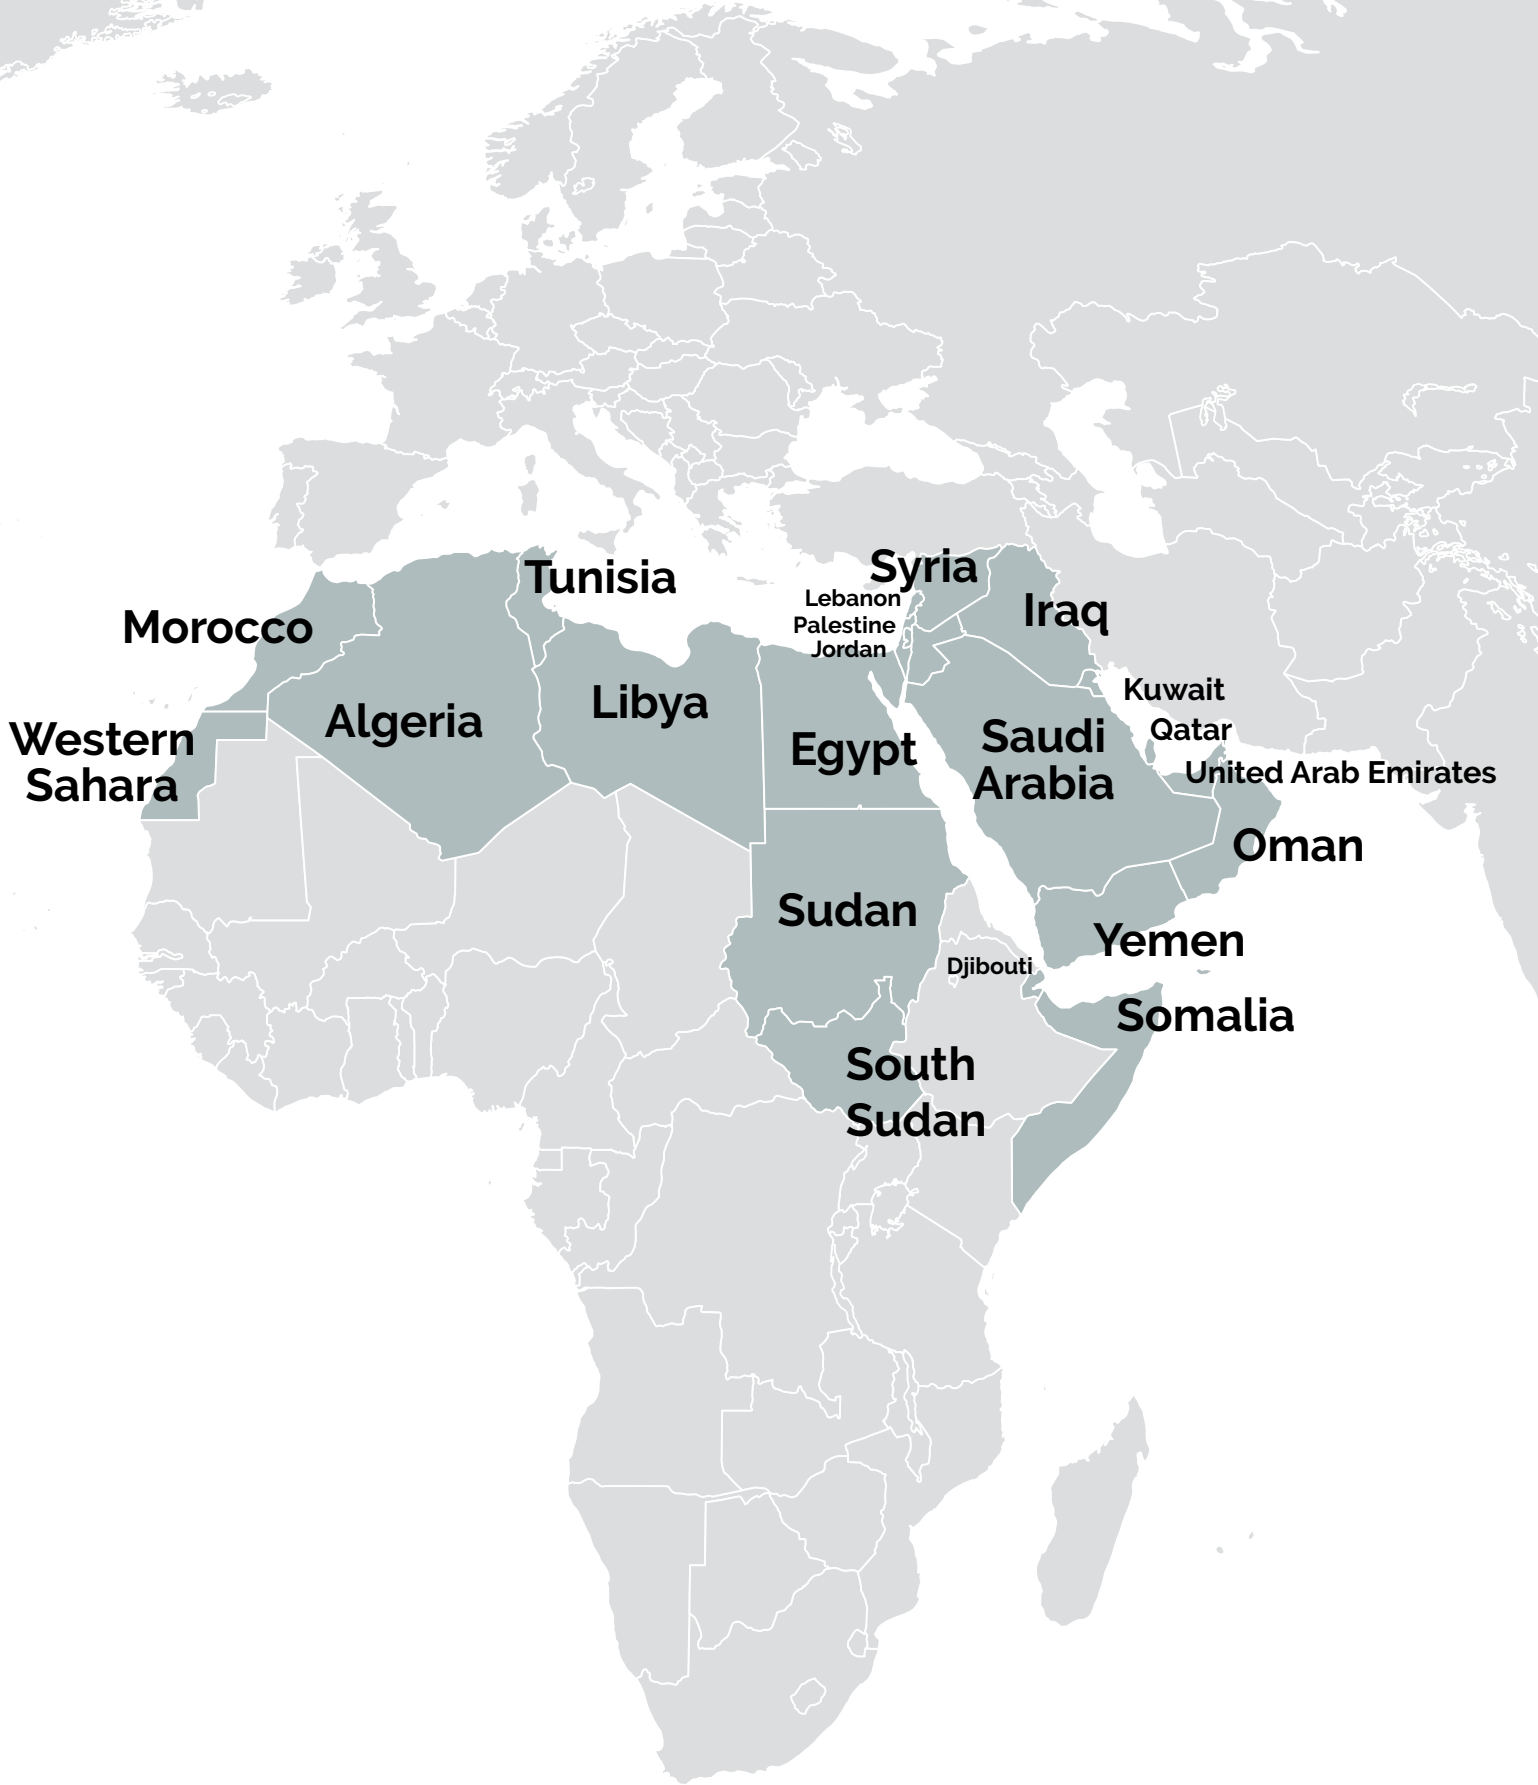 Syria
Tunisia
Lebanon
Iraq
Palestine
Morocco
Jordan
Kuwait
Libya
Algeria
Qatar
Western
Sahara
Egypt
Saudi
Arabia
United Arab Emirates
Oman
Sudan
Yemen
Djibouti
Somalia
South
Sudan